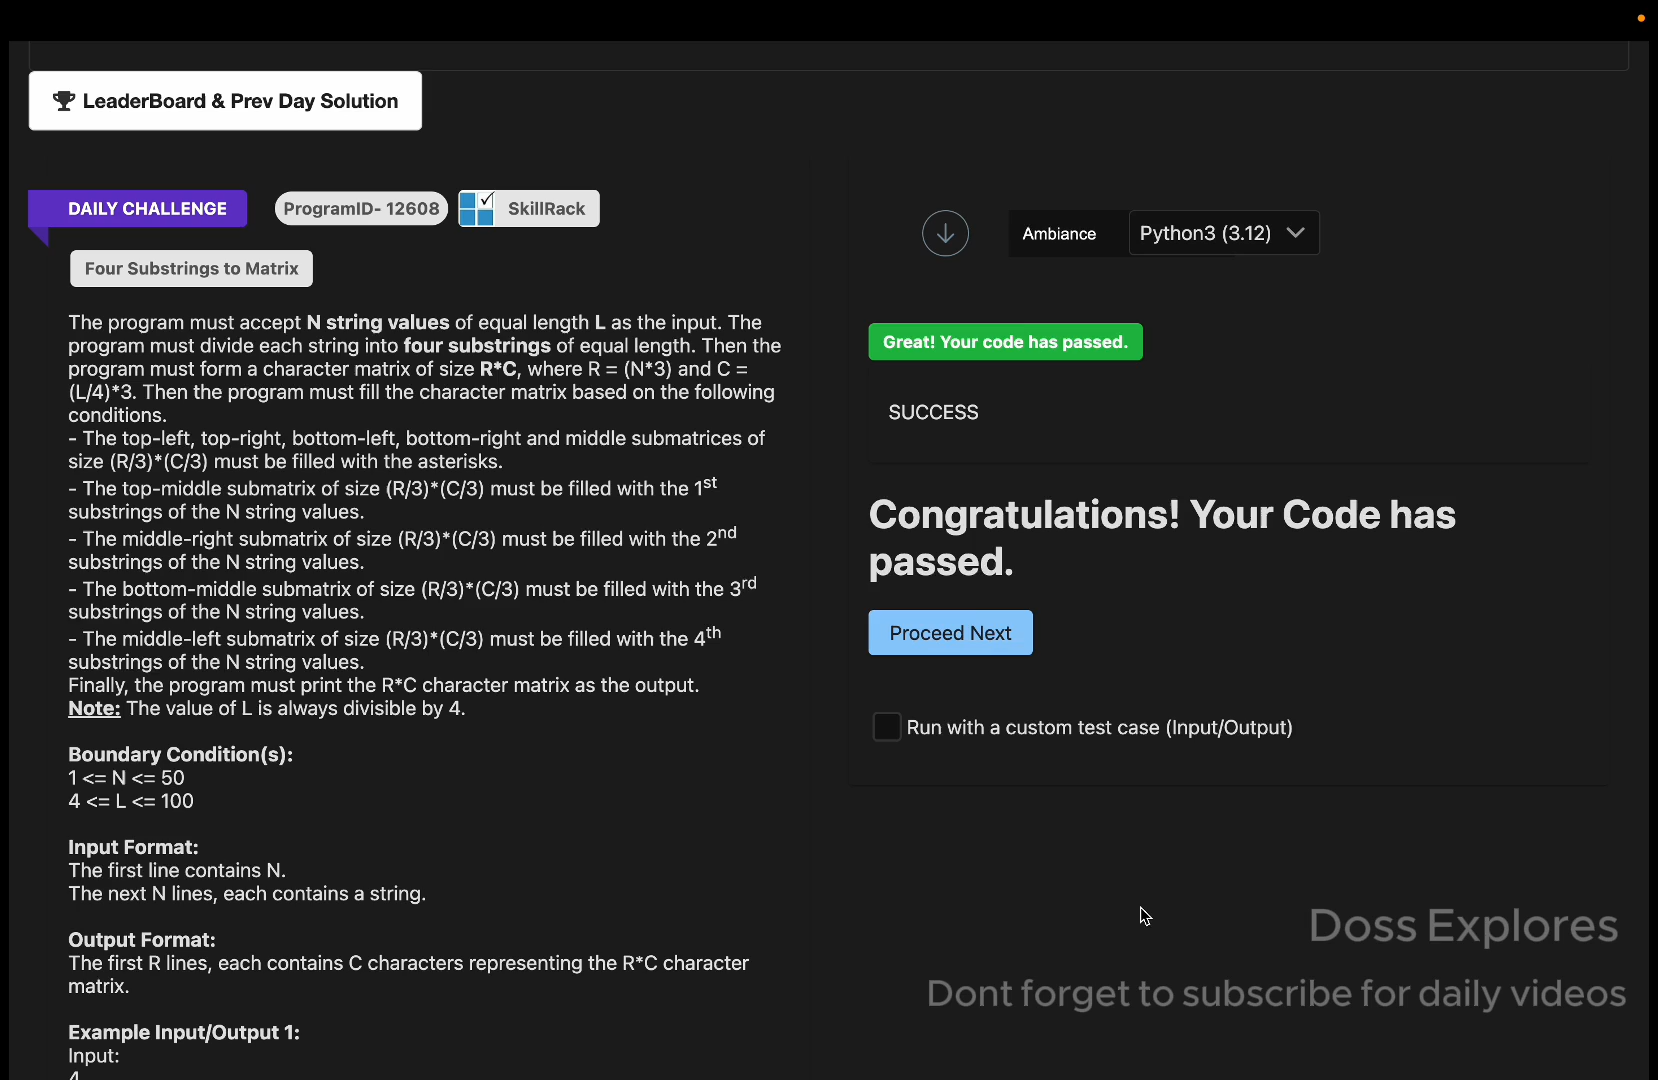 LeaderBoard & Prev Day Solution
DAILY CHALLENGE
ProgramID- 12608
SkillRack
Four Substrings to Matrix
The program must accept N string values of equal length L as the input. The
program must divide each string into four substrings of equal length. Then the
program must form a character matrix of size R*C, where R = (N*3) and C =
(L/4)*3. Then the program must fill the character matrix based on the following
conditions.
- The top-left, top-right, bottom-left, bottom-right and middle submatrices of
size (R/3)*(C/3) must be filled with the asterisks.
- The top-middle submatrix of size (R/3)*(C/3) must be filled with the 1st
substrings of the N string values.
- The middle-right submatrix of size (R/3)*(C/3) must be filled with the 2nd
substrings of the N string values.
- The bottom-middle submatrix of size (R/3)*(C/3) must be filled with the 3rd
substrings of the N string values.
- The middle-left submatrix of size (R/3)*(C/3) must be filled with the 4th
substrings of the N string values.
Finally, the program must print the R*C character matrix as the output.
Note: The value of L is always divisible by 4.
Boundary Condition(s):
1 <= N <= 50
4 <= L <= 100
Input Format:
The first line contains N.
The next N lines, each contains a string.
Output Format:
The first R lines, each contains C characters representing the R*C character
matrix.
Example Input/Output 1:
Input:
4
Ambiance
Python3 (3.12)
Great! Your code has passed.
SUCCESS
Congratulations! Your Code has
passed.
Proceed Next
Run with a custom test case (Input/Output)
Doss Explores
Dont forget to subscribe for daily videos